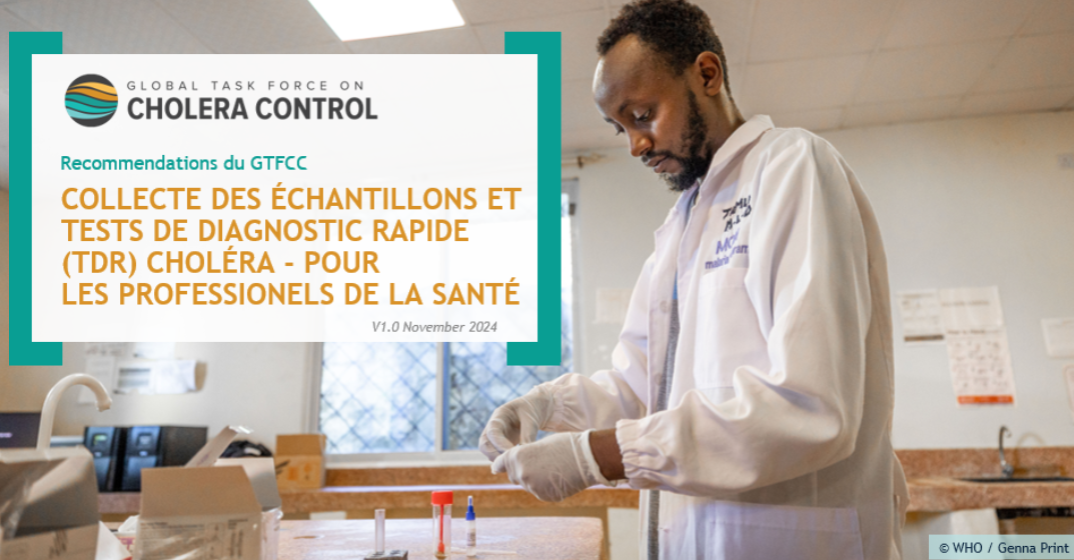 GLOBAL TASK FORCE ON
CHOLERA CONTROL
Recommendations du GTFCC
COLLECTE DES ÉCHANTILLONS ET
TESTS DE DIAGNOSTIC RAPIDE
(TDR) CHOLÉRA - POUR
LES PROFESSIONELS DE LA SANTÉ
V1.0 November 2024
© WHO / Genna Print